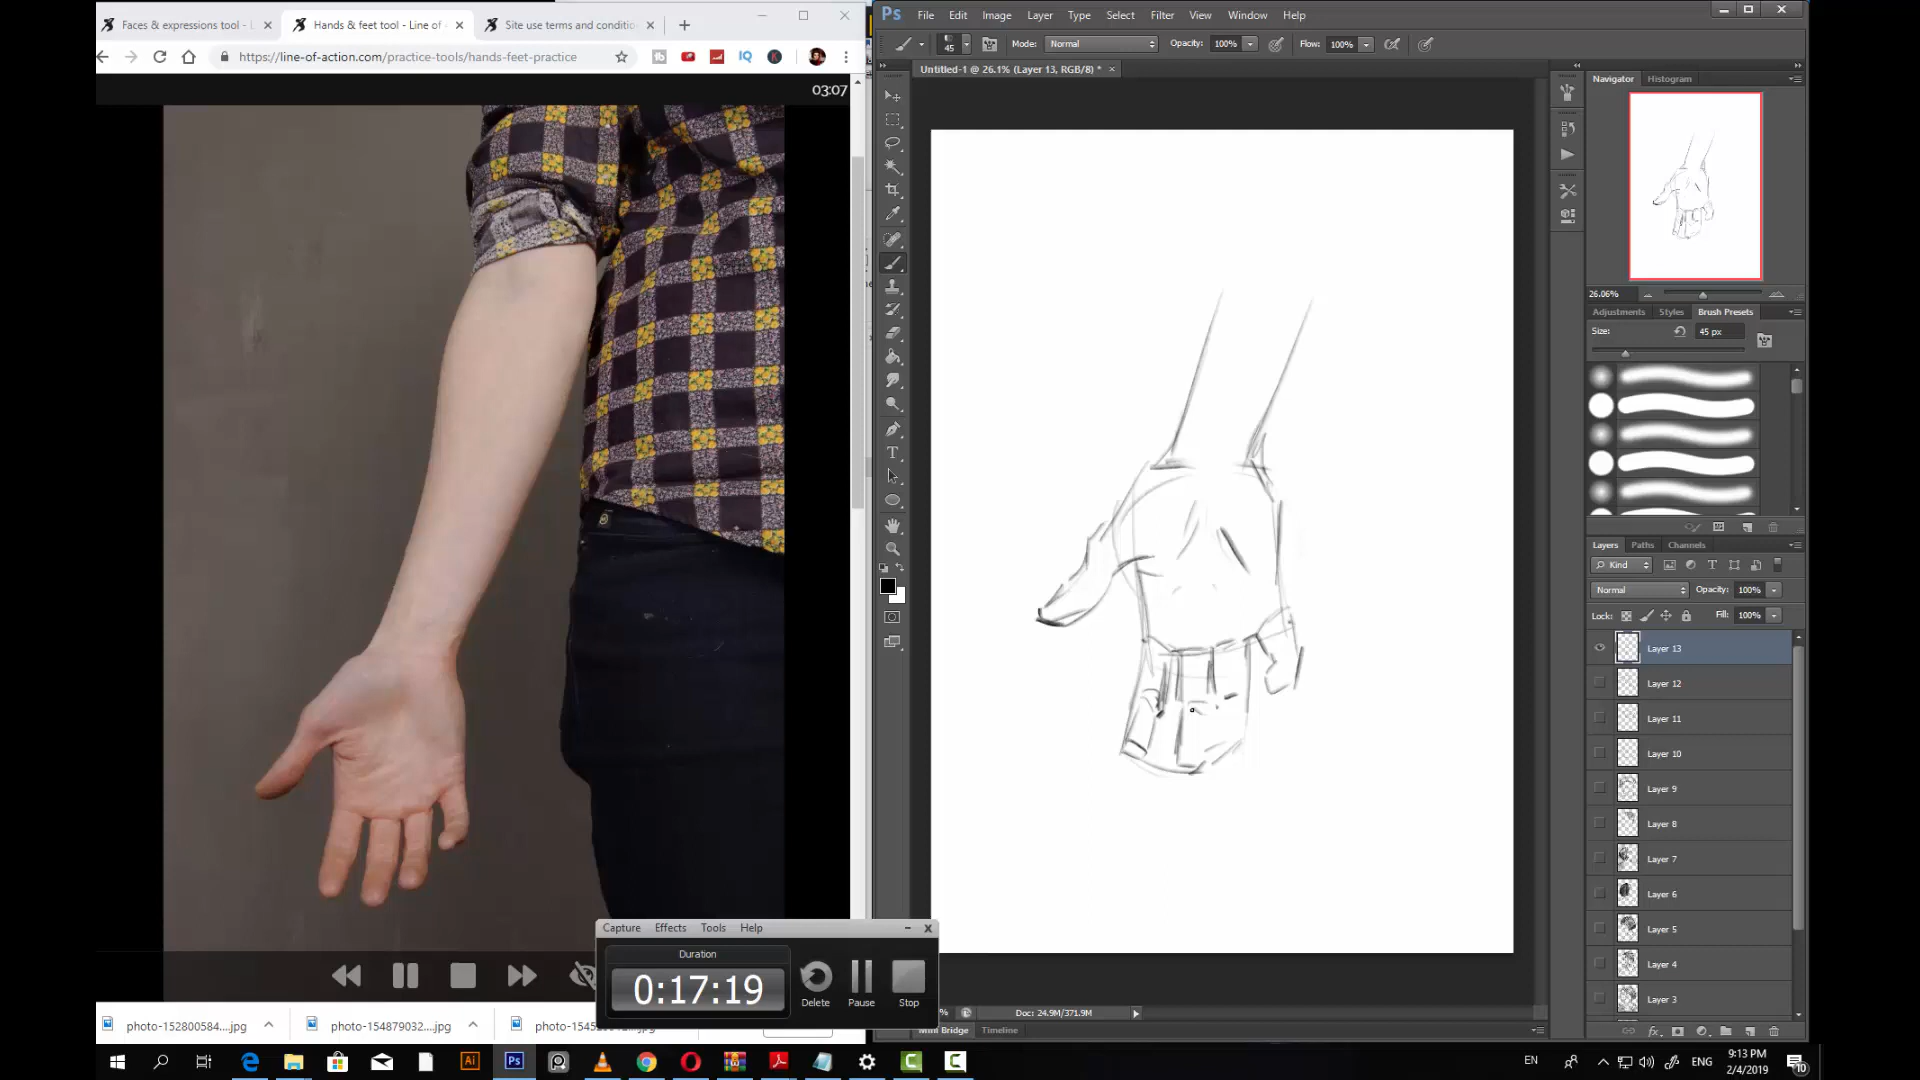 Faces & expressions tool -
Hands & feet tool - Line of
Site use terms and conditio
https://line-of-action.com/practice-tools/hands-feet-practice
03:07
Capture Effects Tools Help
Duration
0:17:19
Delete Pause Stop
photo-152800584....jpg
photo-154879032....jpg
Ps File Edit Image Layer Type Select Filter View Window Help
45 Mode: Normal Opacity: 100% Flow: 100%
Untitled-1 @ 26.1% (Layer 13, RGB/8) *
Navigator Histogram
26.06%
Adjustments Styles Brush Presets
Size: 45 px
Layers Paths Channels
Kind
Normal Opacity: 100%
Lock: Fill: 100%
Layer 13
Layer 12
Layer 11
Layer 10
Layer 9
Layer 8
Layer 7
Layer 6
Layer 5
Layer 4
Layer 3
Doc: 24.9M/371.9M
Mini Bridge Timeline
EN ENG 9:13 PM
2/4/2019